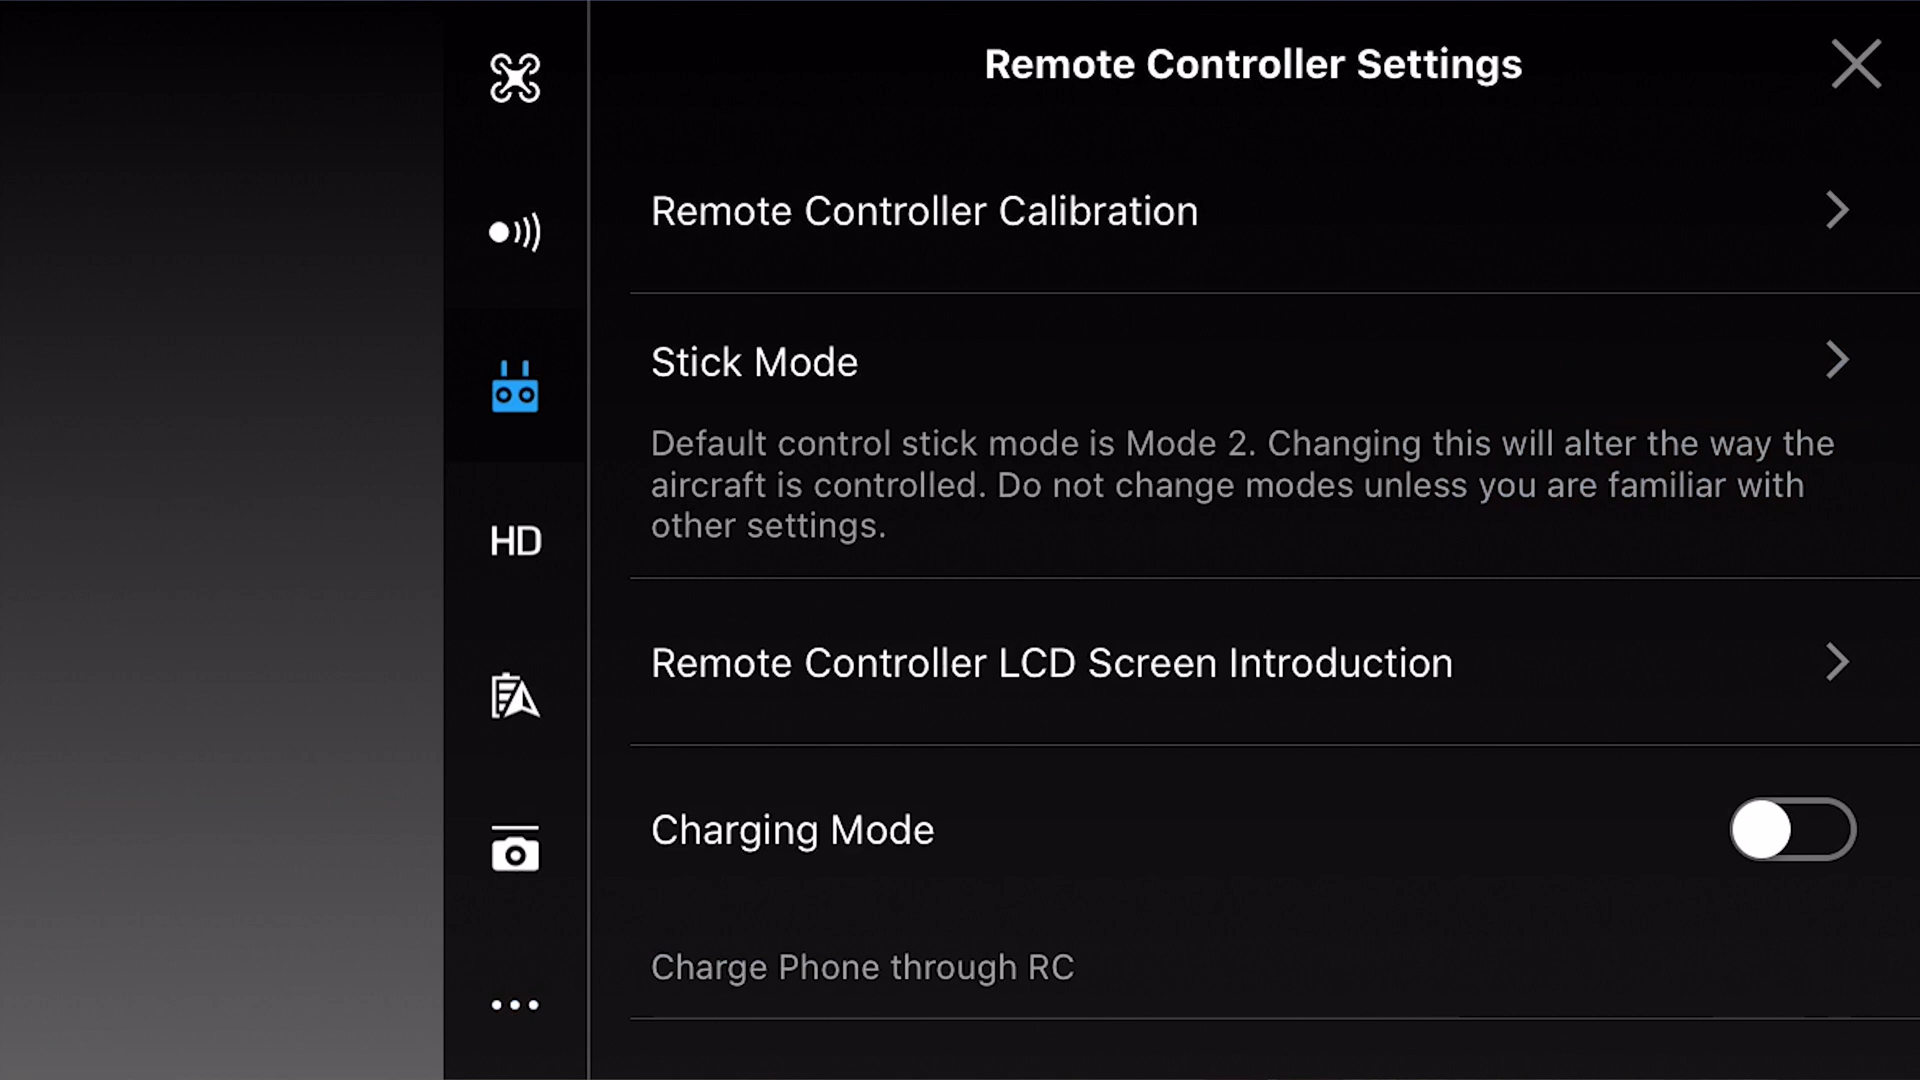 Remote Controller Settings
Remote Controller Calibration
Stick Mode
Default control stick mode is Mode 2. Changing this will alter the way the
aircraft is controlled. Do not change modes unless you are familiar with
other settings.
HD
Remote Controller LCD Screen Introduction
Charging Mode
Charge Phone through RC